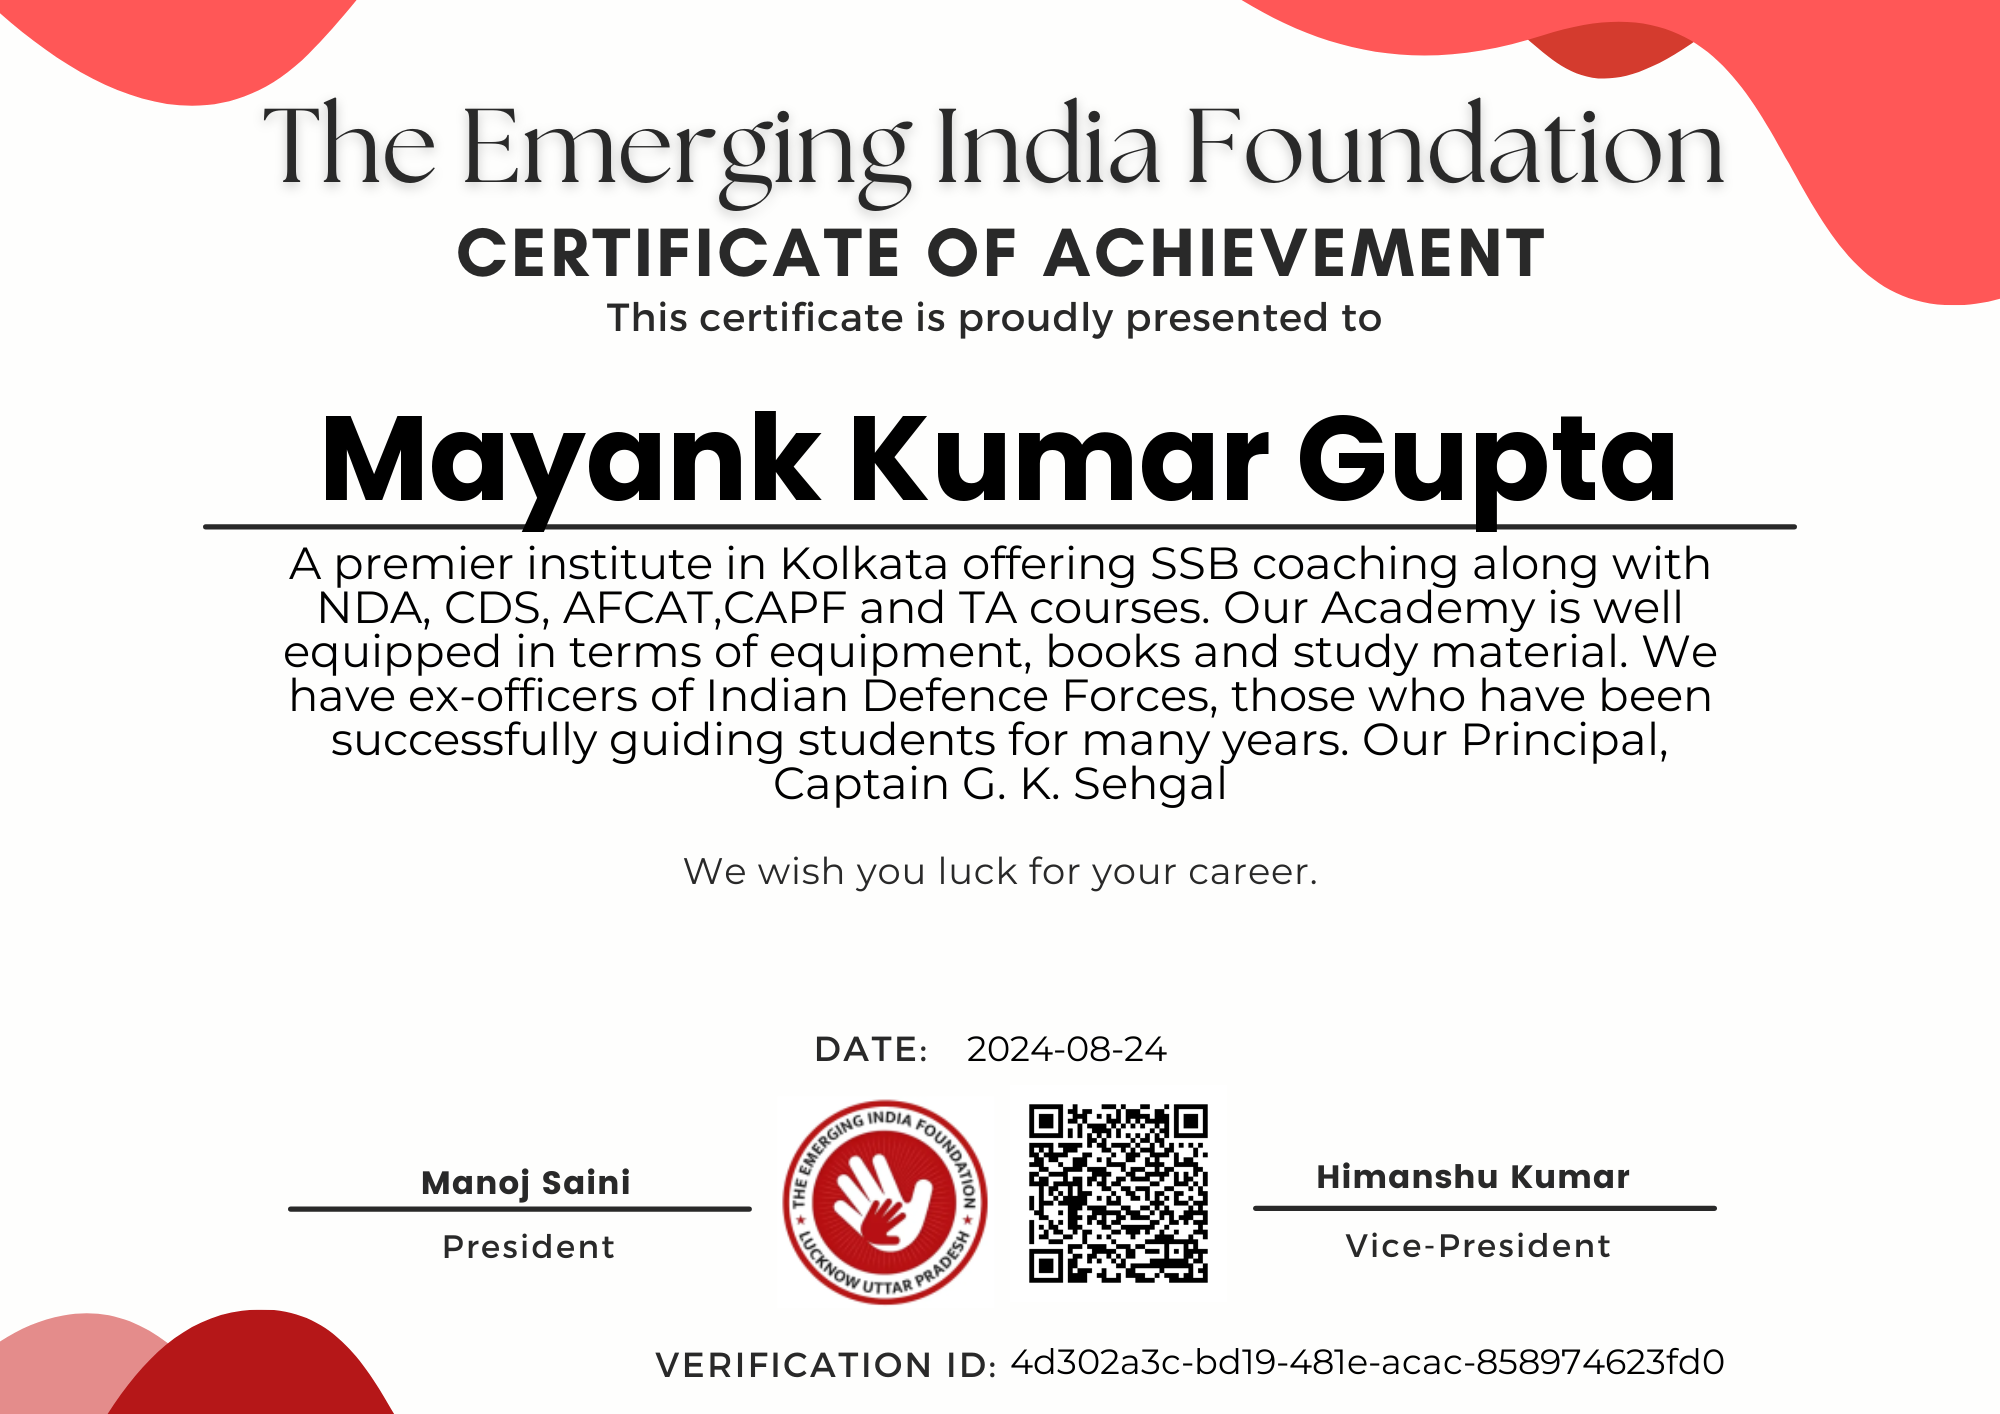 The Emerging India Foundation
CERTIFICATE OF ACHIEVEMENT
This certificate is proudly presented to
Mayank Kumar Gupta
A premier institute in Kolkata offering SSB coaching along with
NDA, CDS, AFCAT,CAPF and TA courses. Our Academy is well
equipped in terms of equipment, books and study material. We
have ex-officers of Indian Defence Forces, those who have been
successfully guiding students for many years. Our Principal,
Captain G. K. Sehgal
We wish you luck for your career.
DATE: 2024-08-24
Manoj Saini
President
THE EMERGING INDIA FOUNDATION
LUCKNOW UTTAR PRADESH
Himanshu Kumar
Vice-President
VERIFICATION ID: 4d302a3c-bd19-481e-acac-858974623fd0